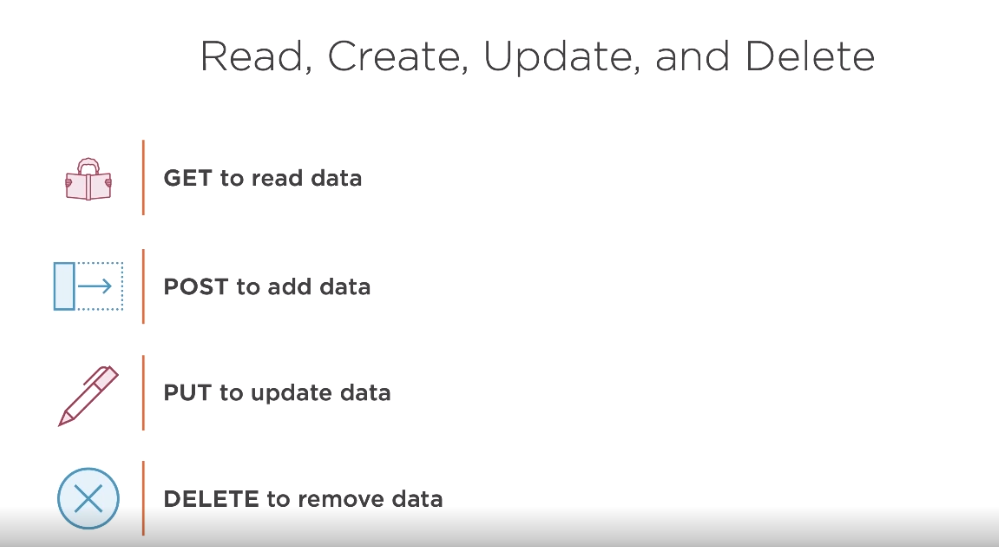 Read, Create, Update, and Delete
GET to read data
POST to add data
PUT to update data
DELETE to remove data